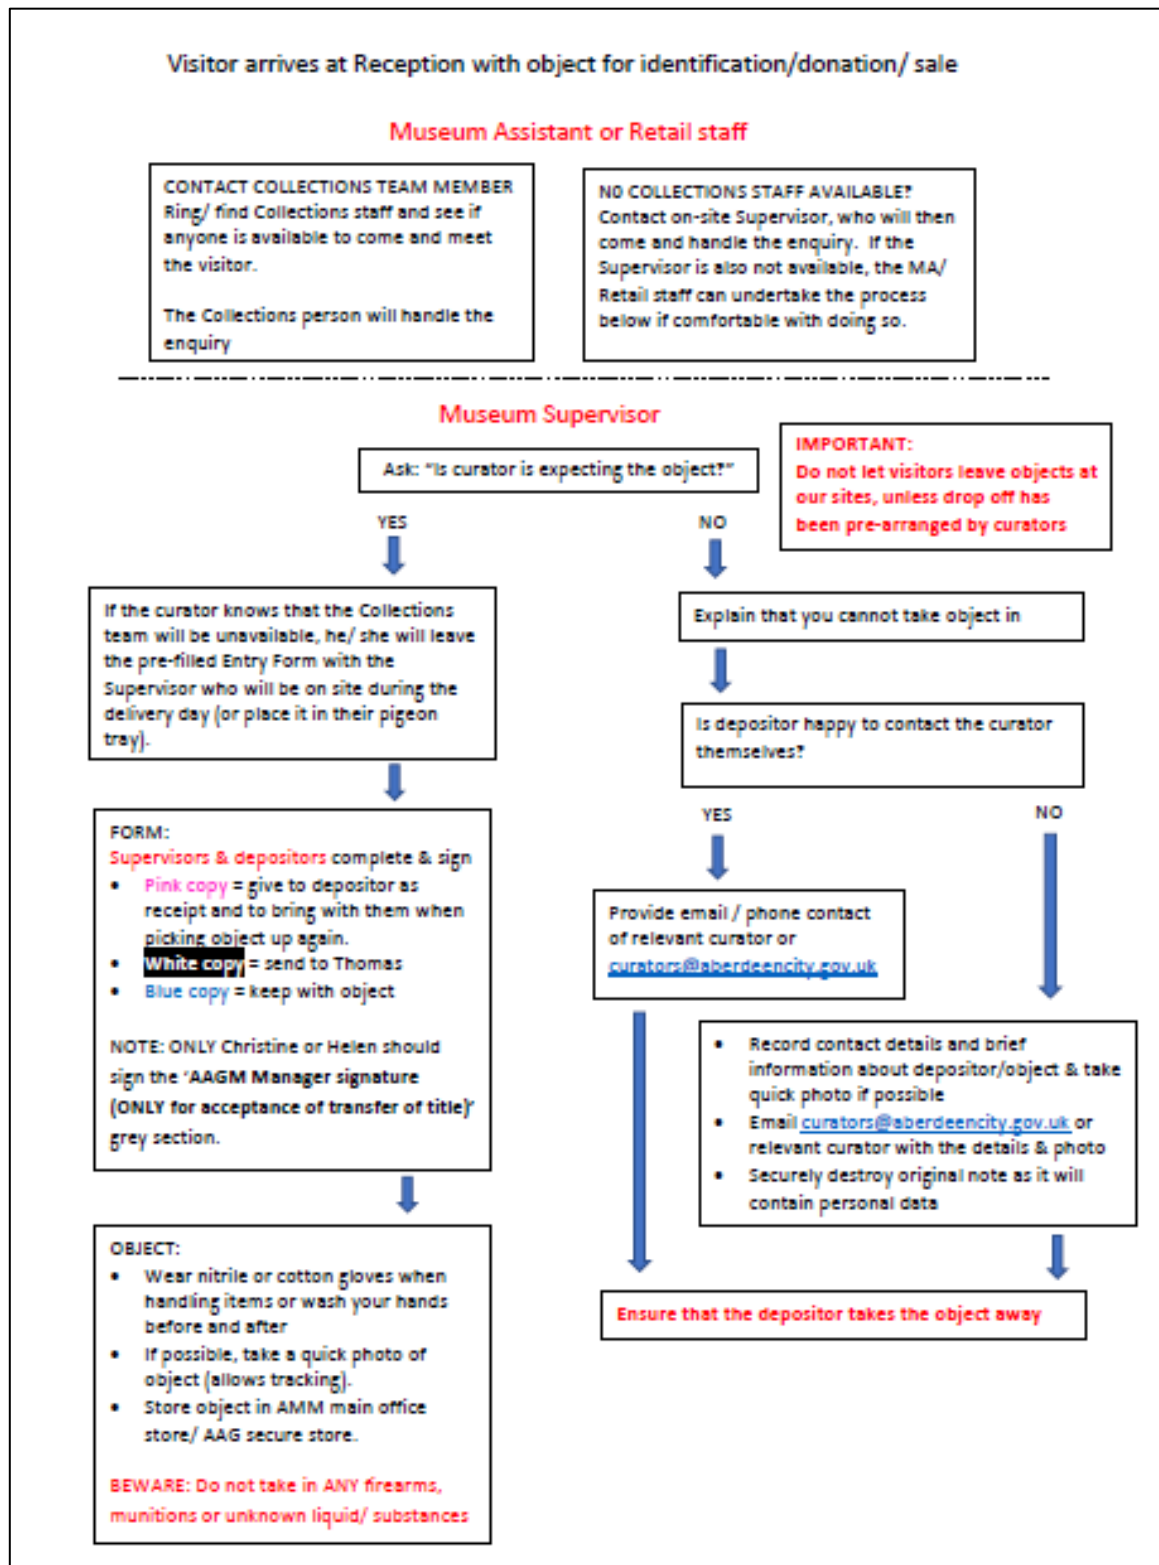 Visitor arrives at Reception with object for identification/donation/ sale
Museum Assistant or Retail staff
CONTACT COLLECTIONS TEAM MEMBER
Ring/ find Collections staff and see if
anyone is available to come and meet
the visitor.
The Collections person will handle the
enquiry
N0 COLLECTIONS STAFF AVAILABLE?
Contact on-site Supervisor, who will then
come and handle the enquiry. If the
Supervisor is also not available, the MA/
Retail staff can undertake the process
below if comfortable with doing so.
Museum Supervisor
Ask: “Is curator is expecting the object?”
IMPORTANT:
Do not let visitors leave objects at
our sites, unless drop off has
been pre-arranged by curators
YES
NO
If the curator knows that the Collections
team will be unavailable, he/ she will leave
the pre-filled Entry Form with the
Supervisor who will be on site during the
delivery day (or place it in their pigeon
tray).
Explain that you cannot take object in
Is depositor happy to contact the curator
themselves?
YES
NO
FORM:
Supervisors & depositors complete & sign
• Pink copy = give to depositor as
receipt and to bring with them when
picking object up again.
• White copy = send to Thomas
• Blue copy = keep with object
NOTE: ONLY Christine or Helen should
sign the ‘AAGM Manager signature
(ONLY for acceptance of transfer of title)’
grey section.
Provide email / phone contact
of relevant curator or
curators@aberdeencity.gov.uk
• Record contact details and brief
information about depositor/object & take
quick photo if possible
• Email curators@aberdeencity.gov.uk or
relevant curator with the details & photo
• Securely destroy original note as it will
contain personal data
OBJECT:
• Wear nitrile or cotton gloves when
handling items or wash your hands
before and after
• If possible, take a quick photo of
object (allows tracking).
• Store object in AMM main office
store/ AAG secure store.
BEWARE: Do not take in ANY firearms,
munitions or unknown liquid/ substances
Ensure that the depositor takes the object away